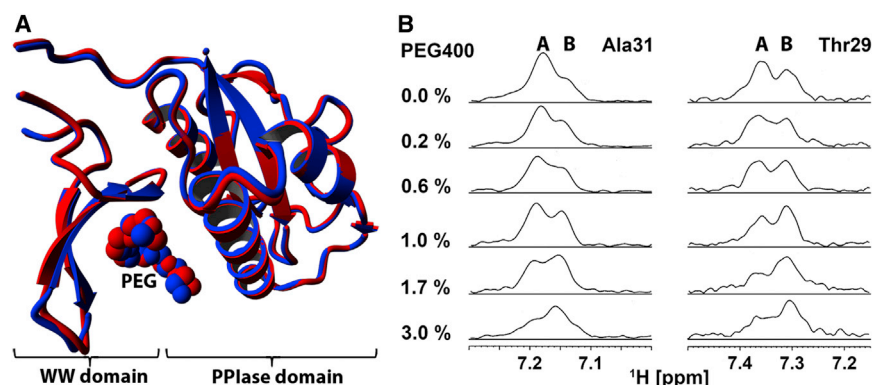 A
PEG
WW domain PPIase domain
B
PEG400 A B Ala31 A B Thr29
0.0 %
0.2 %
0.6 %
1.0 %
1.7 %
3.0 %
7.2 7.1 7.4 7.3 7.2
¹H [ppm]